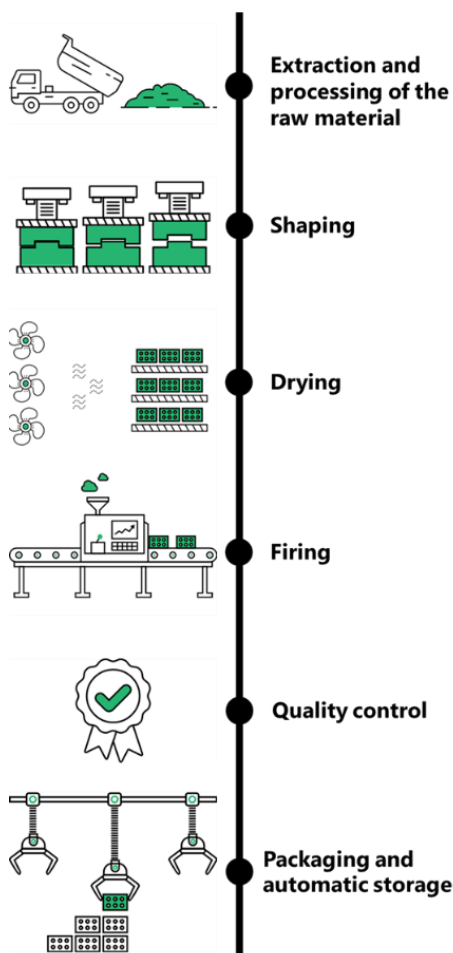 Extraction and
processing of the
raw material
Shaping
Drying
Firing
Quality control
Packaging and
automatic storage